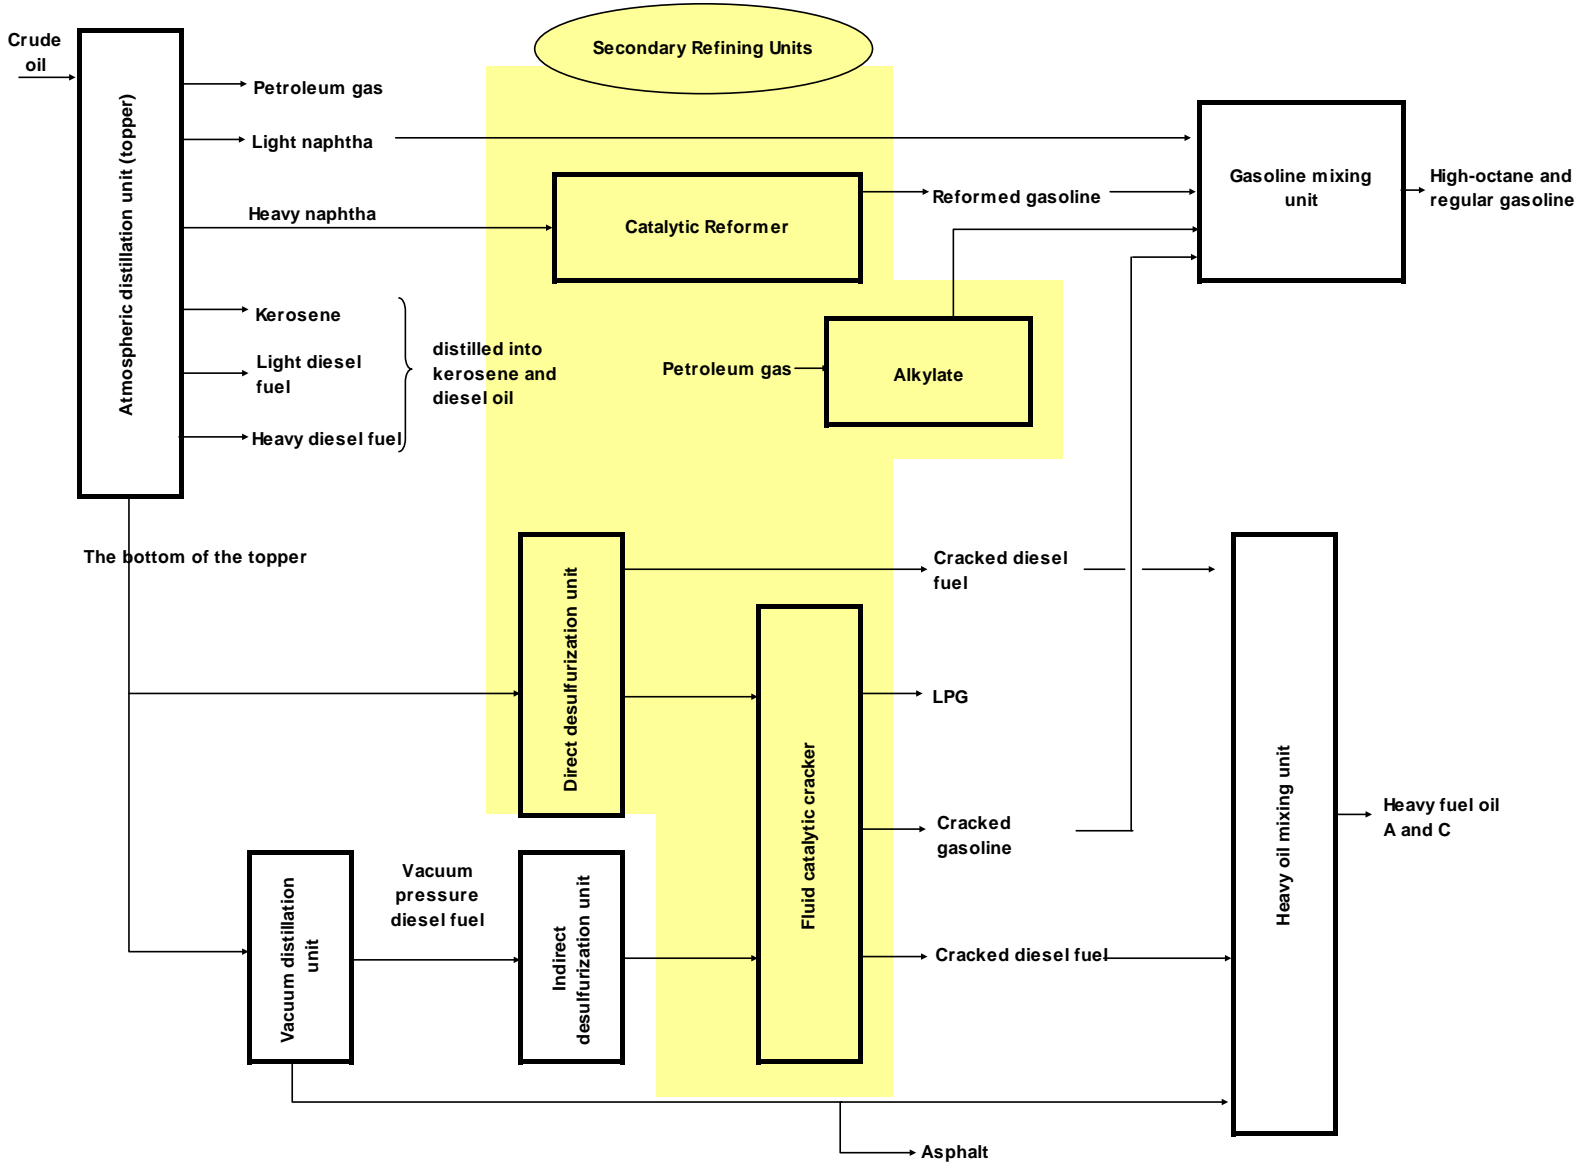 Crude
oil
Atmospheric distillation unit (topper)
Secondary Refining Units
Petroleum gas
Light naphtha
Heavy naphtha
Catalytic Reformer
Reformed gasoline
Gasoline mixing
unit
High-octane and
regular gasoline
Kerosene
Light diesel
fuel
Heavy diesel fuel
distilled into
kerosene and
diesel oil
Petroleum gas
Alkylate
The bottom of the topper
Direct desulfurization unit
Cracked diesel
fuel
Fluid catalytic cracker
LPG
Cracked
gasoline
Cracked diesel fuel
Heavy oil mixing unit
Heavy fuel oil
A and C
Vacuum distillation
unit
Vacuum
pressure
diesel fuel
Indirect
desulfurization unit
Asphalt